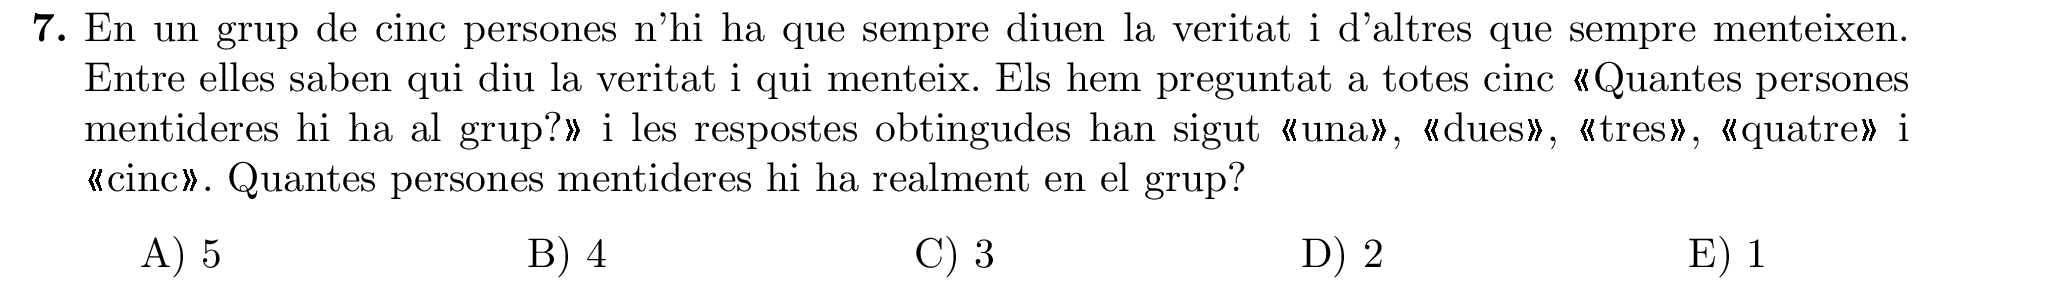 7. En un grup de cinc persones n'hi ha que sempre diuen la veritat i d'altres que sempre menteixen.
Entre elles saben qui diu la veritat i qui menteix. Els hem preguntat a totes cinc «Quantes persones
mentideres hi ha al grup?» i les respostes obtingudes han sigut «una», «dues», «tres», «quatre» i
«cinc». Quantes persones mentideres hi ha realment en el grup?
A) 5 B) 4 C) 3 D) 2 E) 1